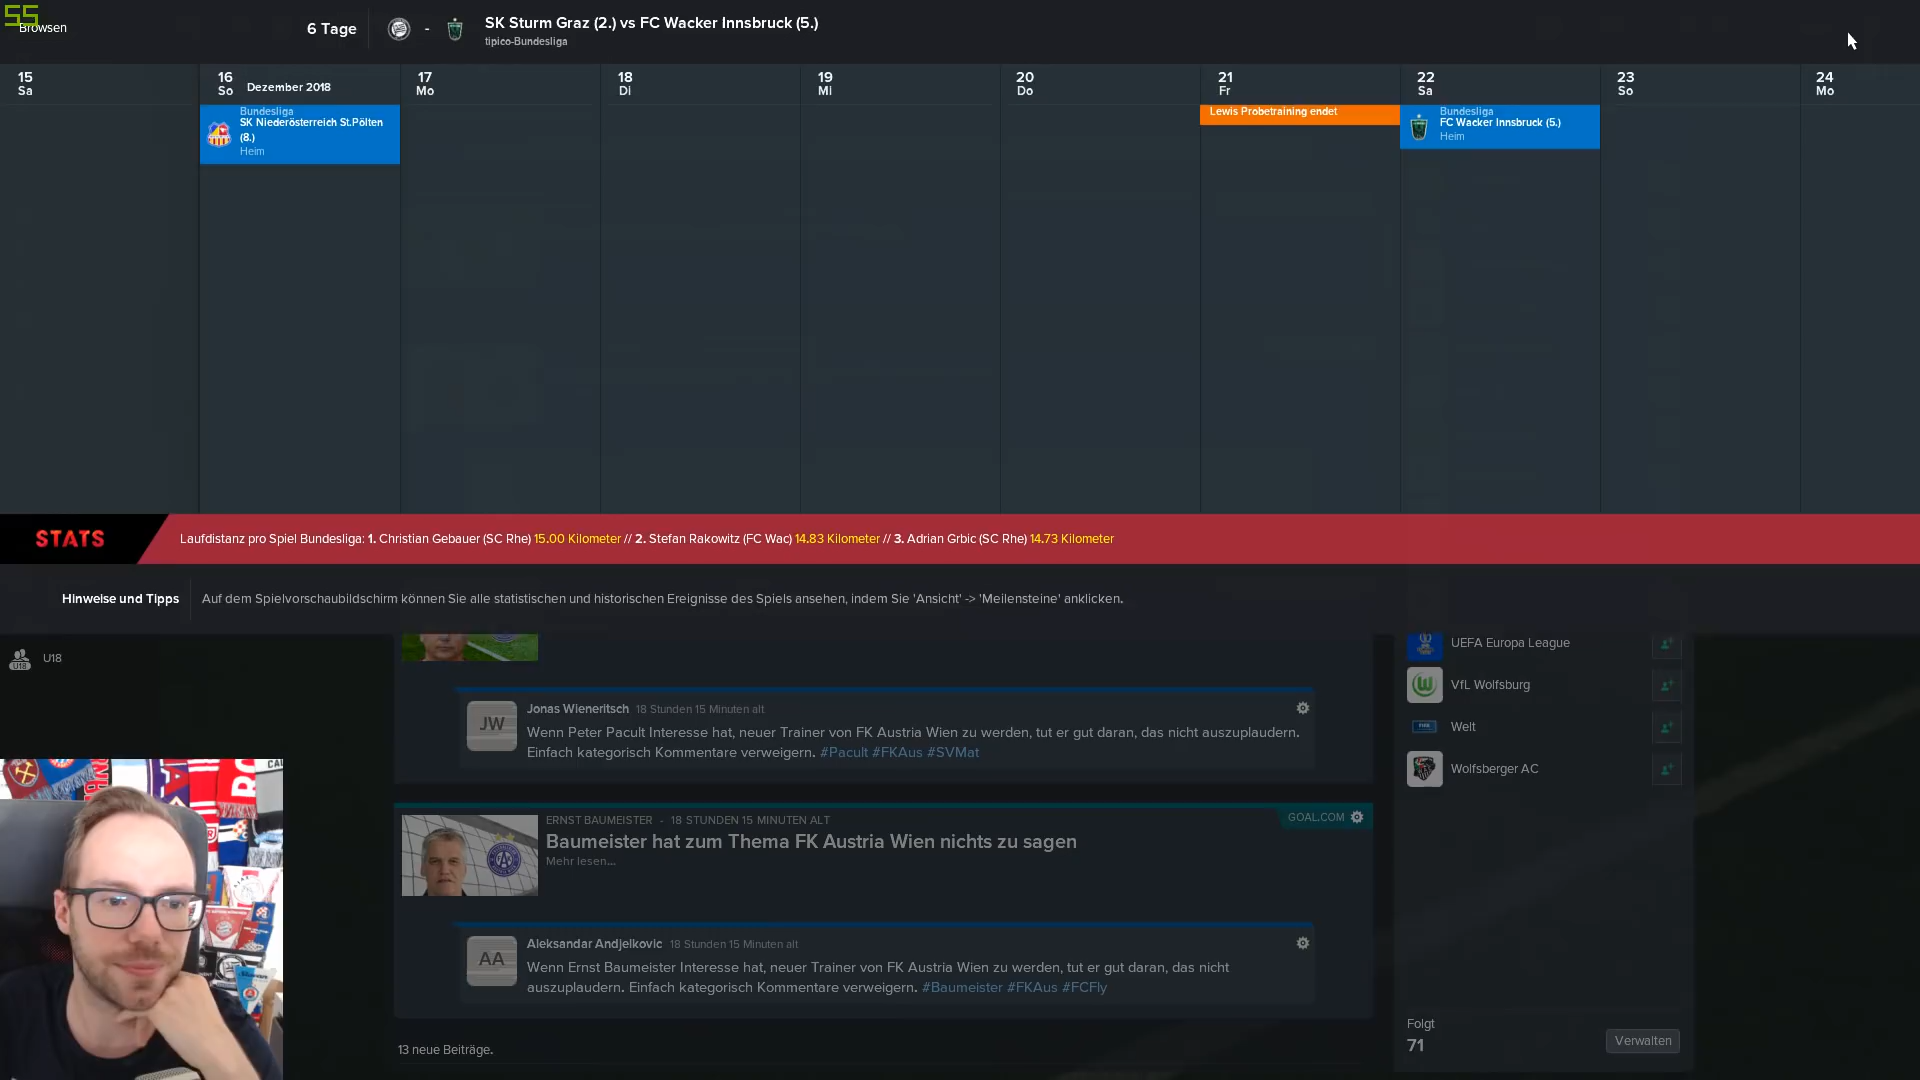 55
Browsen
6 Tage
-
SK Sturm Graz (2.) vs FC Wacker Innsbruck (5.)
tipico-Bundesliga
15
Sa
16
So
Dezember 2018
17
Mo
18
Di
19
Mi
20
Do
21
Fr
22
Sa
23
So
24
Mo
Bundesliga
SK Niederösterreich St.Pölten
(8.)
Heim
Lewis Probetraining endet
Bundesliga
FC Wacker Innsbruck (5.)
Heim
STATS
Laufdistanz pro Spiel Bundesliga: 1. Christian Gebauer (SC Rhe) 15.00 Kilometer // 2. Stefan Rakowitz (FC Wac) 14.83 Kilometer // 3. Adrian Grbic (SC Rhe) 14.73 Kilometer
Hinweise und Tipps
Auf dem Spielvorschaubildschirm können Sie alle statistischen und historischen Ereignisse des Spiels ansehen, indem Sie 'Ansicht' -> 'Meilensteine' anklicken.
U18
U18
JW
Jonas Wieneritsch 18 Stunden 15 Minuten alt
Wenn Peter Pacult Interesse hat, neuer Trainer von FK Austria Wien zu werden, tut er gut daran, das nicht auszuplaudern.
Einfach kategorisch Kommentare verweigern. #Pacult #FKAus #SVMat
ERNST BAUMEISTER - 18 STUNDEN 15 MINUTEN ALT
GOAL.COM
Baumeister hat zum Thema FK Austria Wien nichts zu sagen
Mehr lesen...
AA
Aleksandar Andjelkovic 18 Stunden 15 Minuten alt
Wenn Ernst Baumeister Interesse hat, neuer Trainer von FK Austria Wien zu werden, tut er gut daran, das nicht
auszuplaudern. Einfach kategorisch Kommentare verweigern. #Baumeister #FKAus #FCFly
13 neue Beiträge.
UEFA Europa League
VfL Wolfsburg
Welt
Wolfsberger AC
Folgt
71
Verwalten